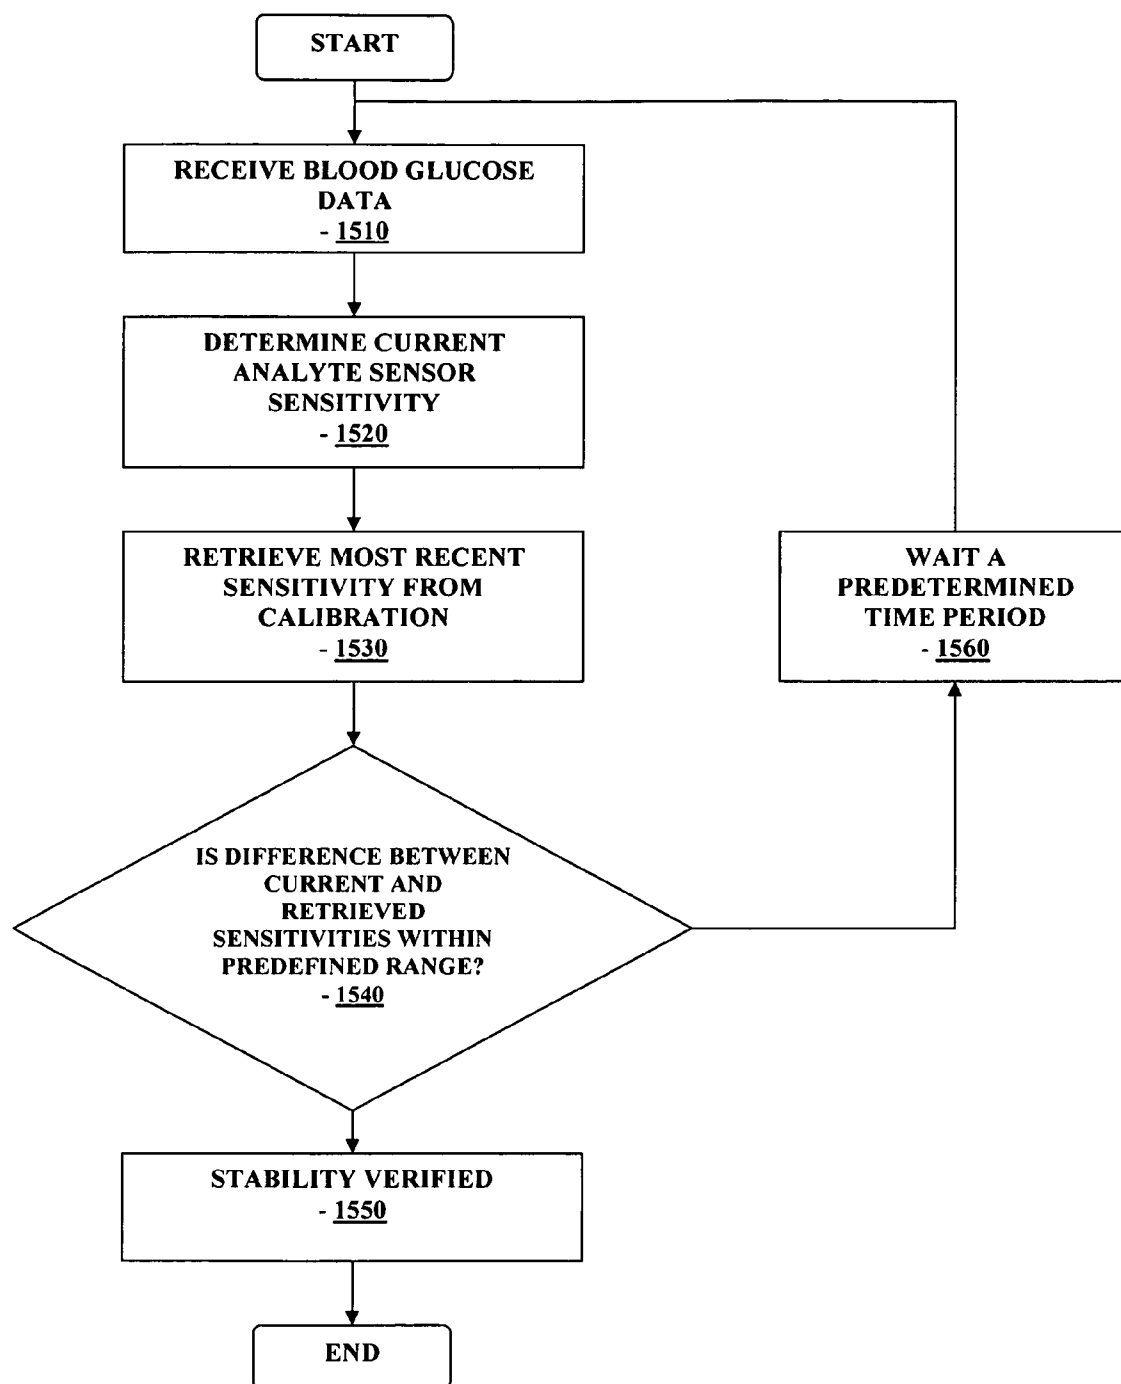 START
RECEIVE BLOOD GLUCOSE
DATA
- 1510
DETERMINE CURRENT
ANALYTE SENSOR
SENSITIVITY
- 1520
RETRIEVE MOST RECENT
SENSITIVITY FROM
CALIBRATION
- 1530
WAIT A
PREDETERMINED
TIME PERIOD
- 1560
IS DIFFERENCE BETWEEN
CURRENT AND
RETRIEVED
SENSITIVITIES WITHIN
PREDEFINED RANGE?
- 1540
STABILITY VERIFIED
- 1550
END